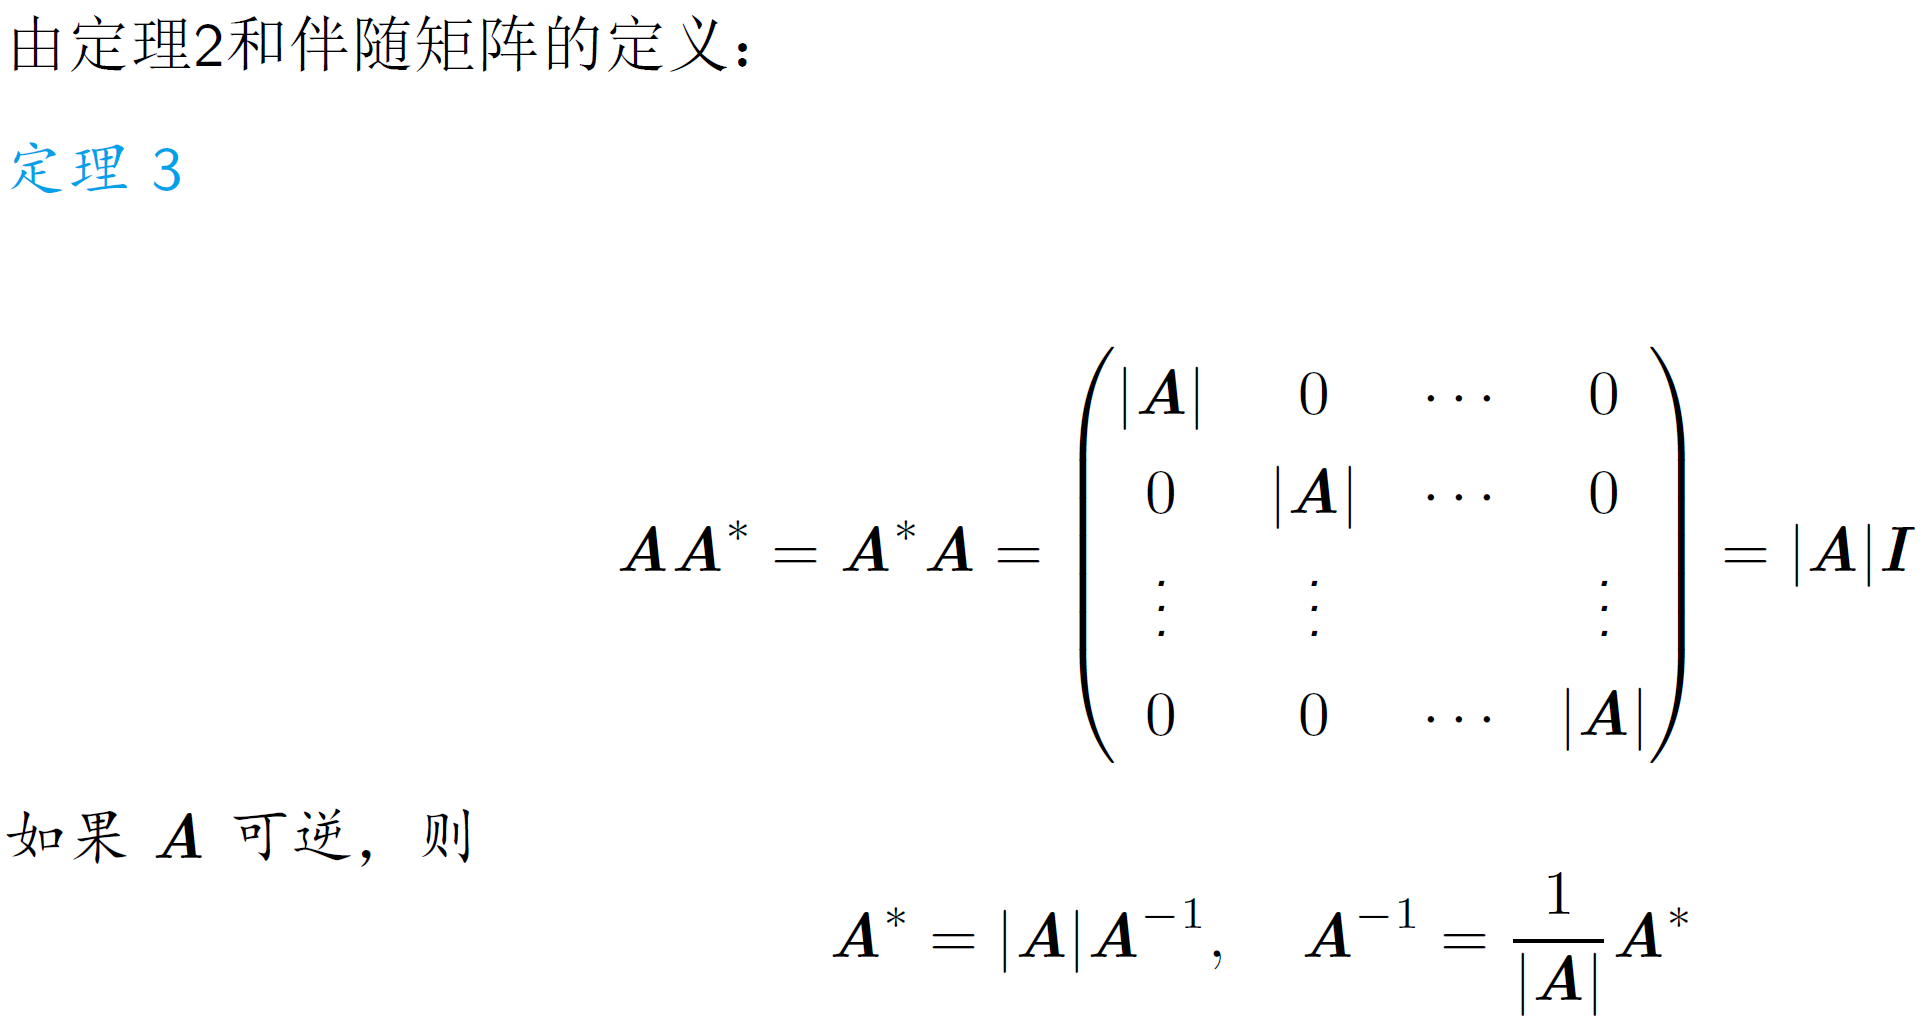 由定理2和伴随矩阵的定义：
定理 3
$$\boldsymbol{A}\boldsymbol{A}^* = \boldsymbol{A}^*\boldsymbol{A} = \begin{pmatrix} |\boldsymbol{A}| & 0 & \cdots & 0 \\ 0 & |\boldsymbol{A}| & \cdots & 0 \\ \vdots & \vdots & & \vdots \\ 0 & 0 & \cdots & |\boldsymbol{A}| \end{pmatrix} = |\boldsymbol{A}|\boldsymbol{I}$$
如果 $\boldsymbol{A}$ 可逆，则
$$\boldsymbol{A}^* = |\boldsymbol{A}|\boldsymbol{A}^{-1}, \quad \boldsymbol{A}^{-1} = \frac{1}{|\boldsymbol{A}|}\boldsymbol{A}^*$$